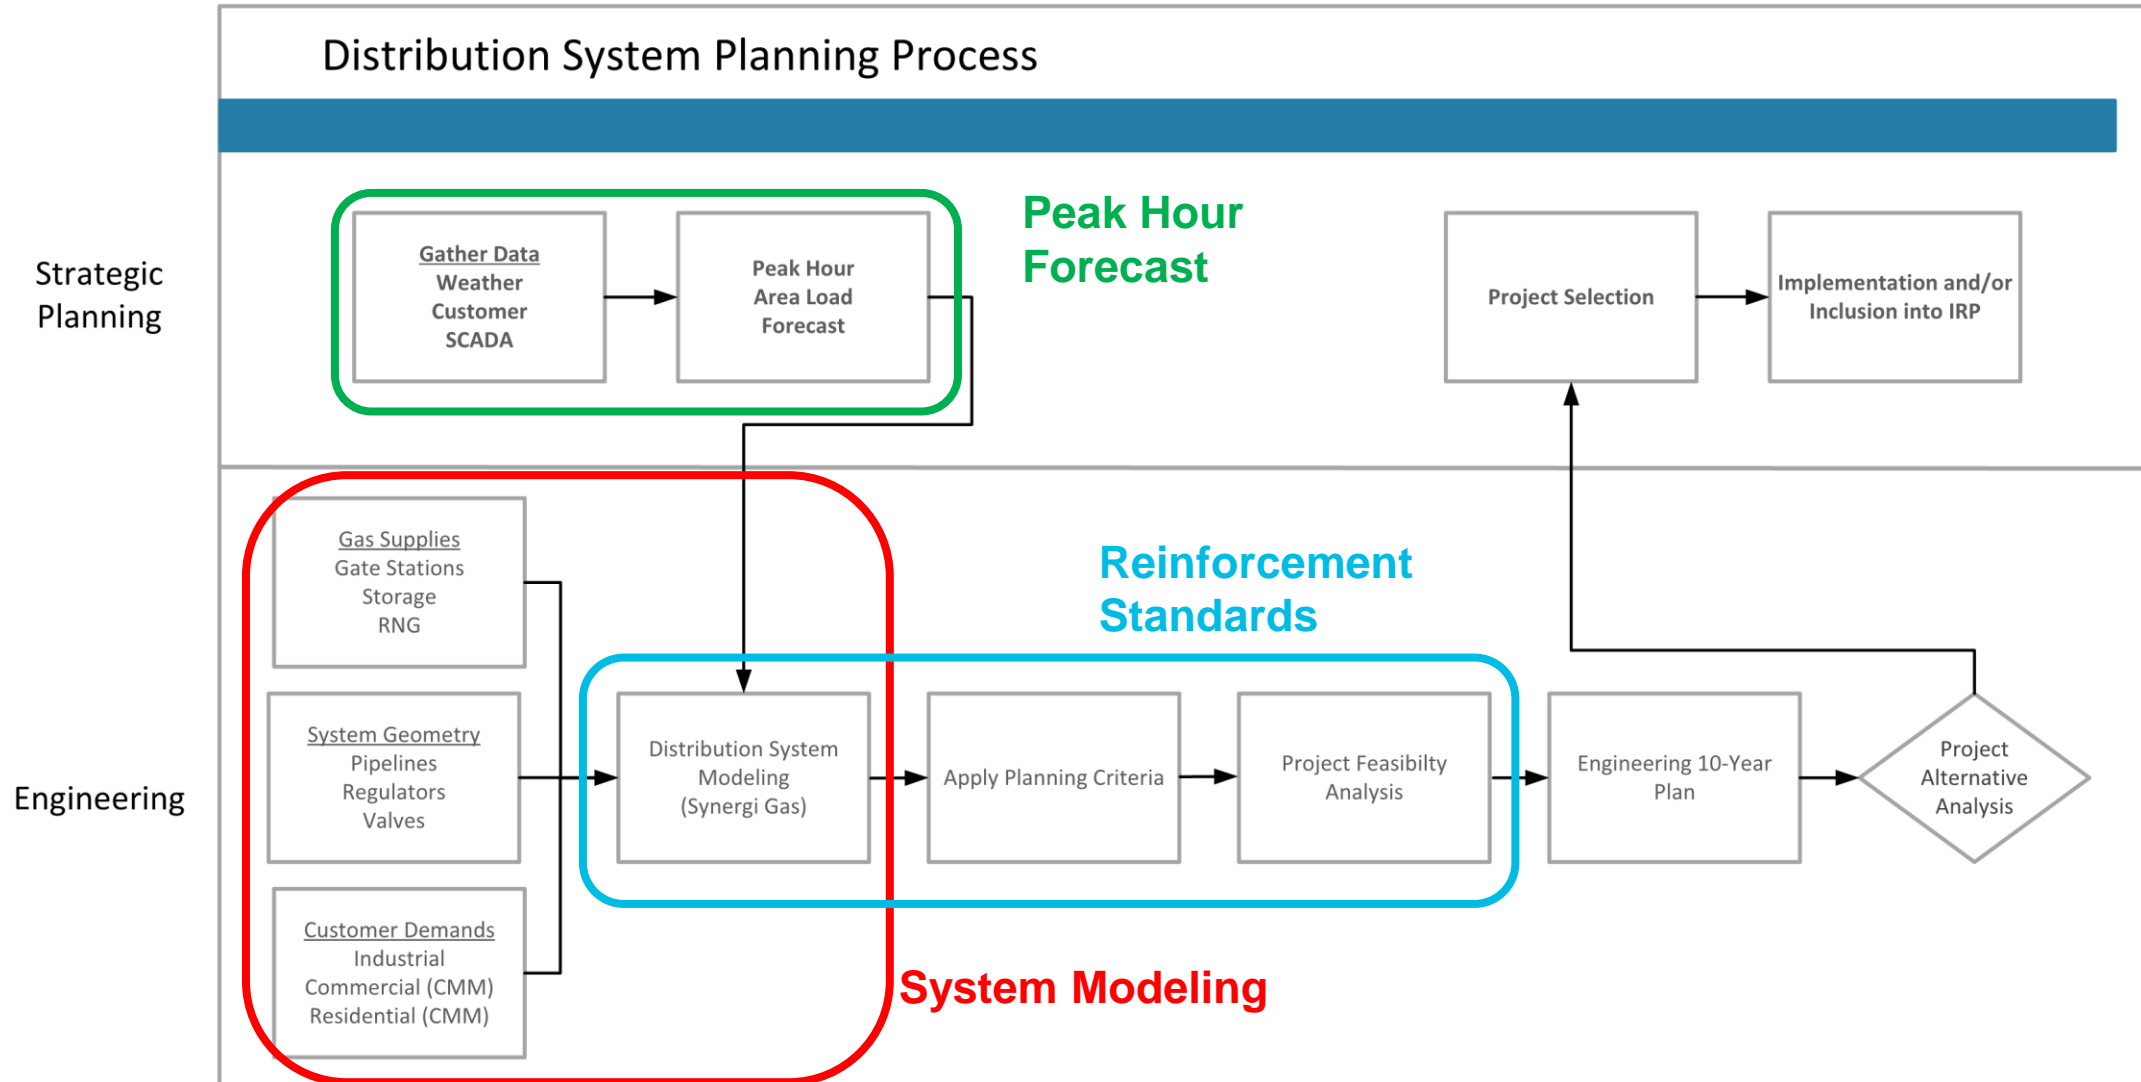 Distribution System Planning Process
Strategic
Planning
Gather Data
Weather
Customer
SCADA
Peak Hour
Area Load
Forecast
Peak Hour
Forecast
Project Selection
Implementation and/or
Inclusion into IRP
Engineering
Gas Supplies
Gate Stations
Storage
RNG
System Geometry
Pipelines
Regulators
Valves
Customer Demands
Industrial
Commercial (CMM)
Residential (CMM)
Distribution System
Modeling
(Synergi Gas)
Apply Planning Criteria
Project Feasibilty
Analysis
Reinforcement
Standards
Engineering 10-Year
Plan
Project
Alternative
Analysis
System Modeling